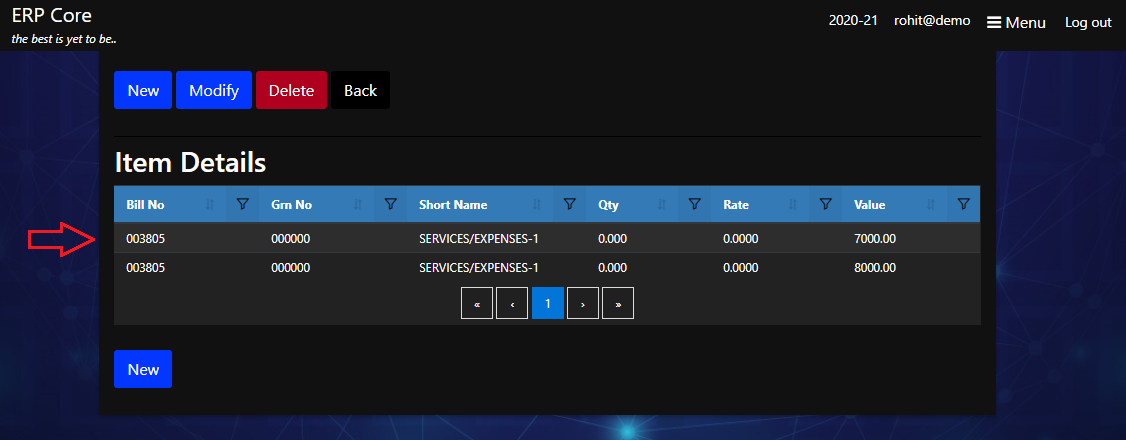 ERP Core
the best is yet to be..
2020-21 rohit@demo Menu Log out
New Modify Delete Back
Item Details
Bill No Grn No Short Name Qty Rate Value
003805 000000 SERVICES/EXPENSES-1 0.000 0.0000 7000.00
003805 000000 SERVICES/EXPENSES-1 0.000 0.0000 8000.00
« ‹ 1 › »
New